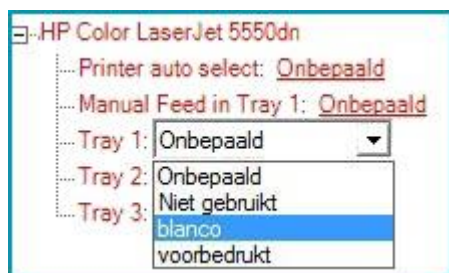 HP Color LaserJet 5550dn
Printer auto select: Onbepaald
Manual Feed in Tray 1: Onbepaald
Tray 1: Onbepaald
Tray 2: Onbepaald
Niet gebruikt
Tray 3: blanco
voorbedrukt